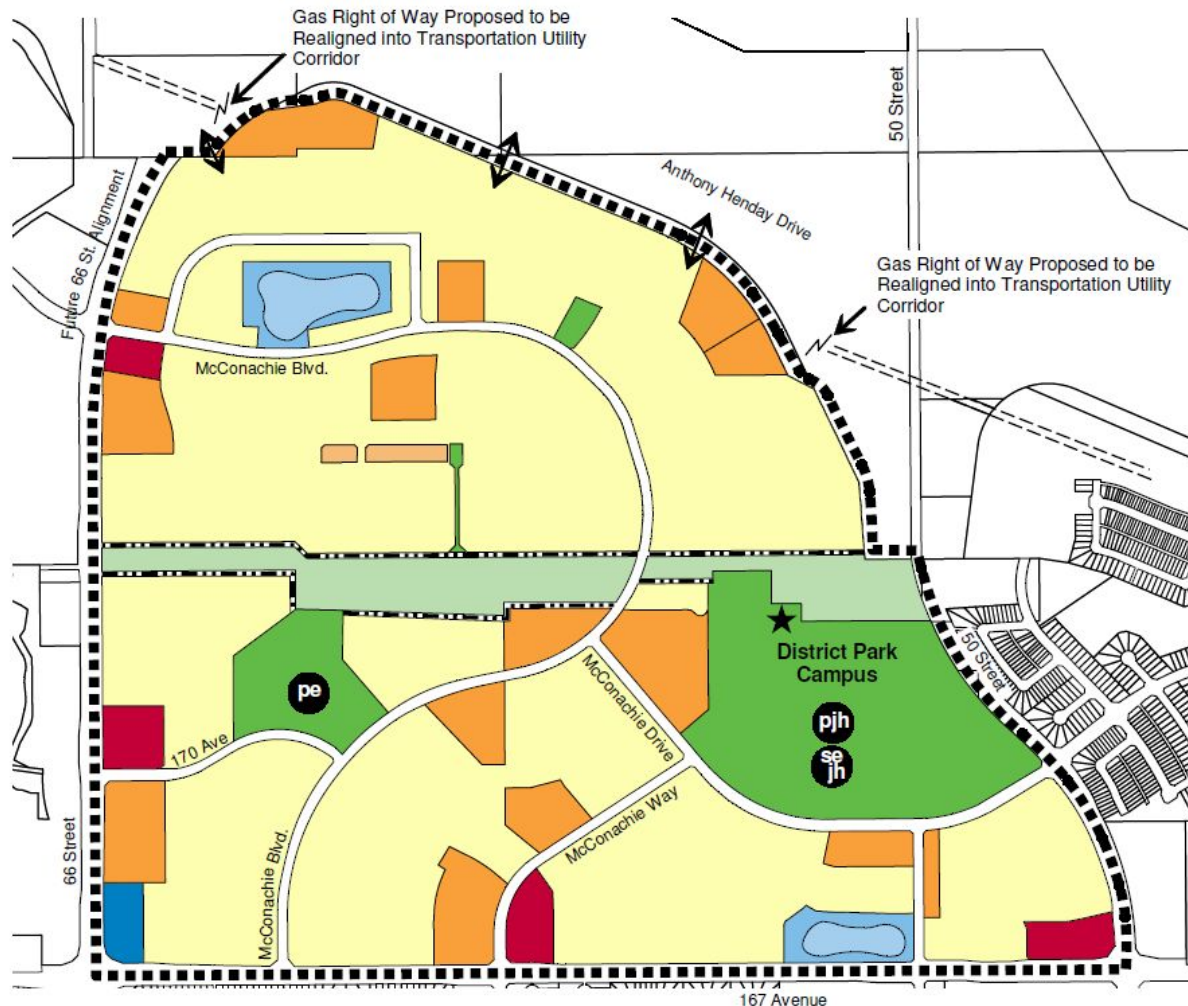 Gas Right of Way Proposed to be
Realigned into Transportation Utility
Corridor
50 Street
Future 66 St. Alignment
Anthony Henday Drive
Gas Right of Way Proposed to be
Realigned into Transportation Utility
Corridor
McConachie Blvd.
50 Street
District Park
Campus
pe
McConachie Drive
pjh
170 Ave
se
jh
McConachie Way
66 Street
McConachie Blvd.
167 Avenue